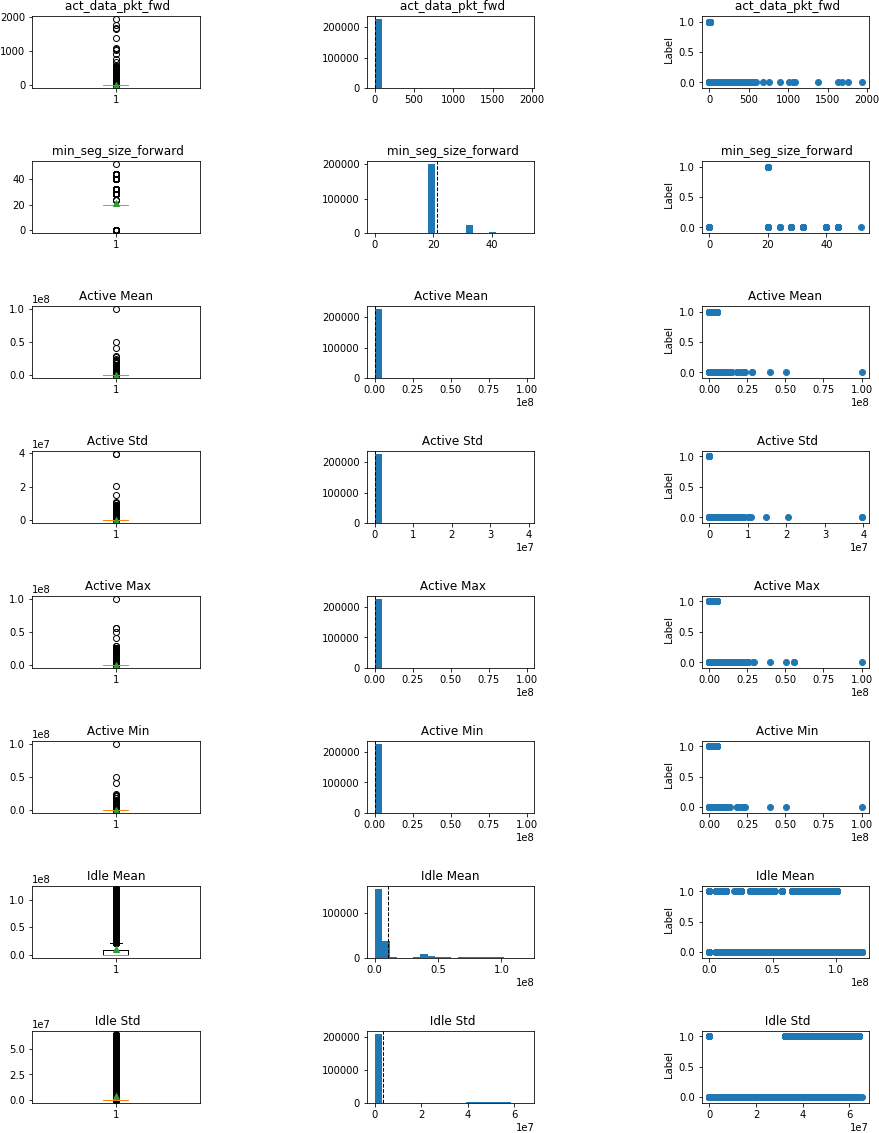 act_data_pkt_fwd act_data_pkt_fwd act_data_pkt_fwd
2000 1000 0 1
200000 100000 0 0 500 1000 1500 2000
Label 1.0 0.5 0.0 0 500 1000 1500 2000
min_seg_size_forward min_seg_size_forward min_seg_size_forward
40 20 0 1
200000 100000 0 0 20 40
Label 1.0 0.5 0.0 0 20 40
Active Mean Active Mean Active Mean
1e8 1.0 0.5 0.0 1
200000 100000 0 0.00 0.25 0.50 0.75 1.00 1e8
Label 1.0 0.5 0.0 0.00 0.25 0.50 0.75 1.00 1e8
Active Std Active Std Active Std
1e7 4 2 0 1
200000 100000 0 0 1 2 3 4 1e7
Label 1.0 0.5 0.0 0 1 2 3 4 1e7
Active Max Active Max Active Max
1e8 1.0 0.5 0.0 1
200000 100000 0 0.00 0.25 0.50 0.75 1.00 1e8
Label 1.0 0.5 0.0 0.00 0.25 0.50 0.75 1.00 1e8
Active Min Active Min Active Min
1e8 1.0 0.5 0.0 1
200000 100000 0 0.00 0.25 0.50 0.75 1.00 1e8
Label 1.0 0.5 0.0 0.00 0.25 0.50 0.75 1.00 1e8
Idle Mean Idle Mean Idle Mean
1e8 1.0 0.5 0.0 1
100000 0 0.0 0.5 1.0 1e8
Label 1.0 0.5 0.0 0.0 0.5 1.0 1e8
Idle Std Idle Std Idle Std
1e7 5.0 2.5 0.0 1
200000 100000 0 0 2 4 6 1e7
Label 1.0 0.5 0.0 0 2 4 6 1e7